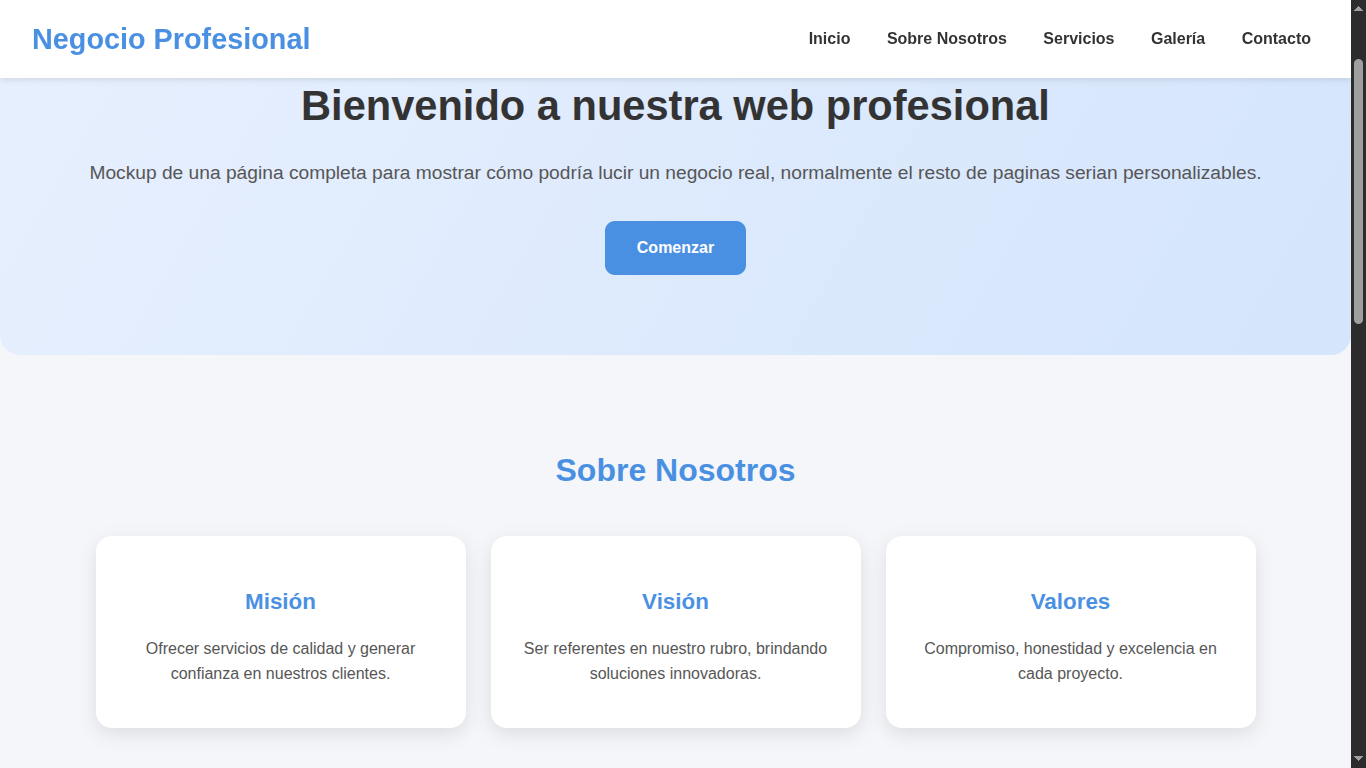 Negocio Profesional
Inicio
Sobre Nosotros
Servicios
Galería
Contacto
Bienvenido a nuestra web profesional
Mockup de una página completa para mostrar cómo podría lucir un negocio real, normalmente el resto de paginas serian personalizables.
Comenzar
Sobre Nosotros
Misión
Ofrecer servicios de calidad y generar
confianza en nuestros clientes.
Visión
Ser referentes en nuestro rubro, brindando
soluciones innovadoras.
Valores
Compromiso, honestidad y excelencia en
cada proyecto.